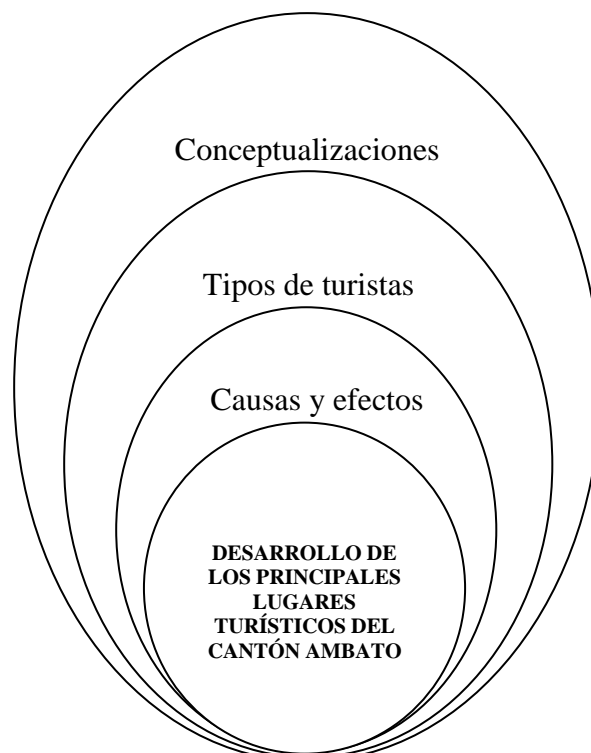 Conceptualizaciones
Tipos de turistas
Causas y efectos
DESARROLLO DE
LOS PRINCIPALES
LUGARES
TURÍSTICOS DEL
CANTÓN AMBATO